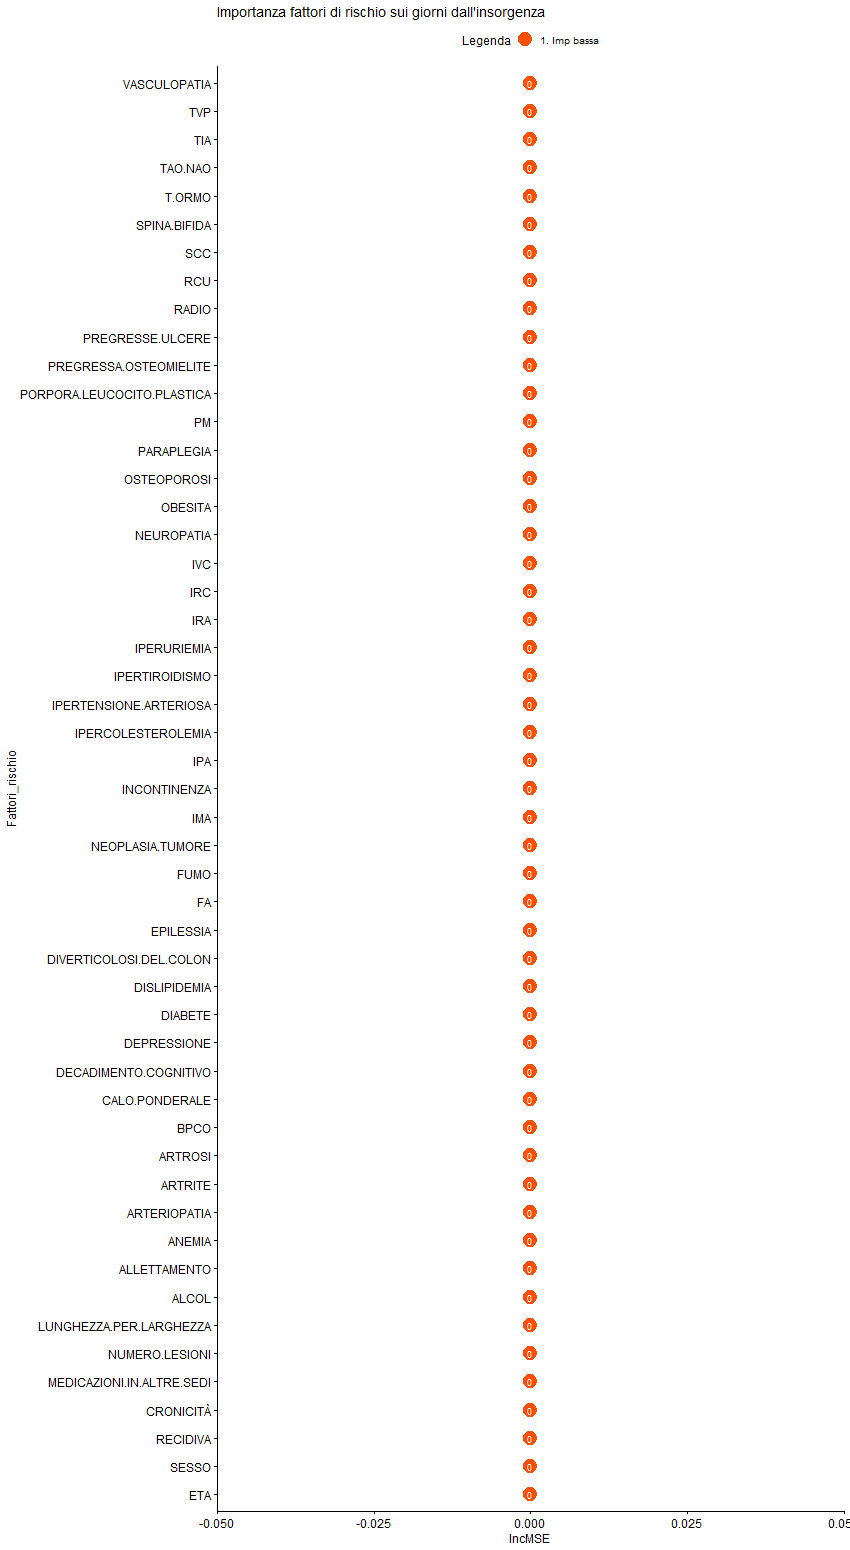 Importanza fattori di rischio sui giorni dall'insorgenza
Legenda 1. Imp bassa
VASCULOPATIA 0
TVP 0
TIA 0
TAO.NAO 0
T.ORMO 0
SPINA.BIFIDA 0
SCC 0
RCU 0
RADIO 0
PREGRESSE.ULCERE 0
PREGRESSA.OSTEOMIELITE 0
PORPORA.LEUCOCITO.PLASTICA 0
PM 0
PARAPLEGIA 0
OSTEOPOROSI 0
OBESITA 0
NEUROPATIA 0
IVC 0
IRC 0
IRA 0
IPERURIEMIA 0
IPERTIROIDISMO 0
IPERTENSIONE.ARTERIOSA 0
IPERCOLESTEROLEMIA 0
IPA 0
INCONTINENZA 0
IMA 0
NEOPLASIA.TUMORE 0
FUMO 0
FA 0
EPILESSIA 0
DIVERTICOLOSI.DEL.COLON 0
DISLIPIDEMIA 0
DIABETE 0
DEPRESSIONE 0
DECADIMENTO.COGNITIVO 0
CALO.PONDERALE 0
BPCO 0
ARTROSI 0
ARTRITE 0
ARTERIOPATIA 0
ANEMIA 0
ALLETTAMENTO 0
ALCOL 0
LUNGHEZZA.PER.LARGHEZZA 0
NUMERO.LESIONI 0
MEDICAZIONI.IN.ALTRE.SEDI 0
CRONICITÀ 0
RECIDIVA 0
SESSO 0
ETA 0
Fattori_rischio
-0.050 -0.025 0.000 0.025 0.05
IncMSE